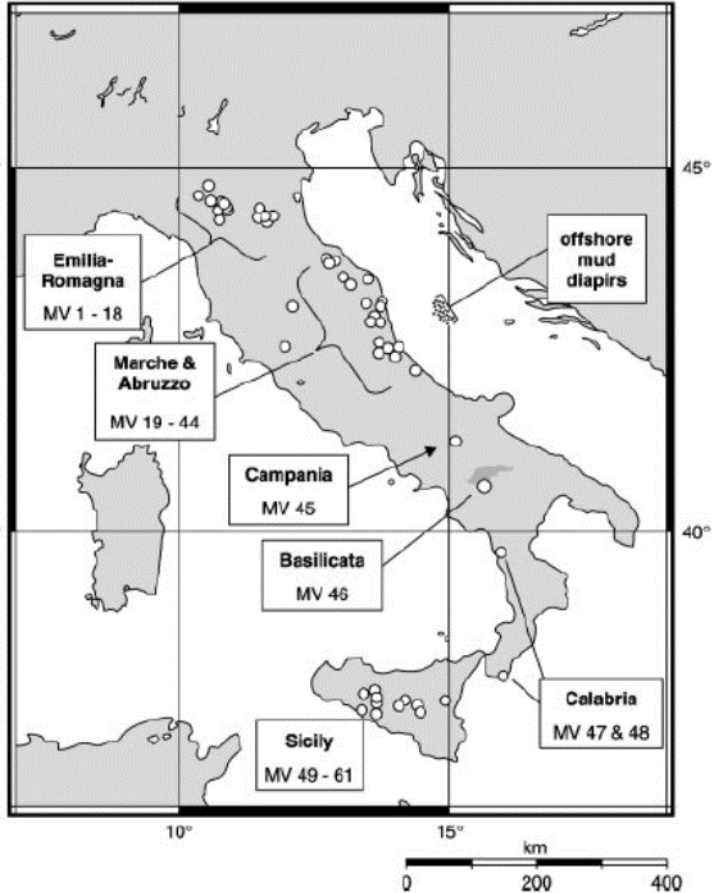 45°
offshore
mud
diapirs
Emilia-
Romagna
MV 1 - 18
Marche &
Abruzzo
MV 19 - 44
Campania
MV 45
40°
Basilicata
MV 46
Calabria
MV 47 & 48
Sicily
MV 49 - 61
10°
15°
km
0
200
400